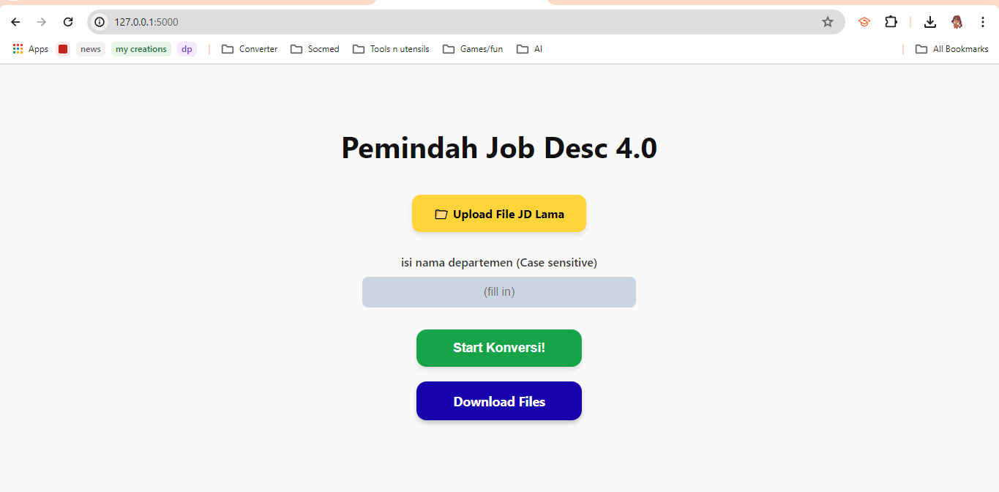 127.0.0.1:5000
Apps news my creations dp Converter Socmed Tools n utensils Games/fun AI All Bookmarks
Pemindah Job Desc 4.0
Upload File JD Lama
isi nama departemen (Case sensitive)
(fill in)
Start Konversi!
Download Files